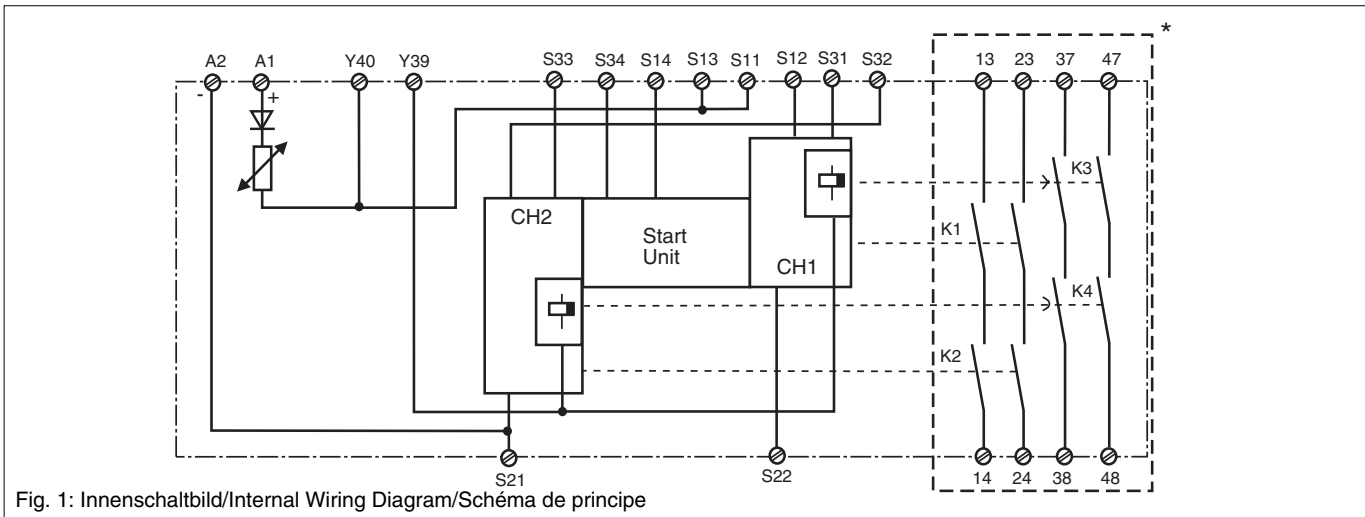 *
A2 A1 Y40 Y39 S33 S34 S14 S13 S11 S12 S31 S32 13 23 37 47
- +
K3
CH2 Start
Unit
K1
CH1
K4
K2
S21 S22 14 24 38 48
Fig. 1: Innenschaltbild/Internal Wiring Diagram/Schéma de principe